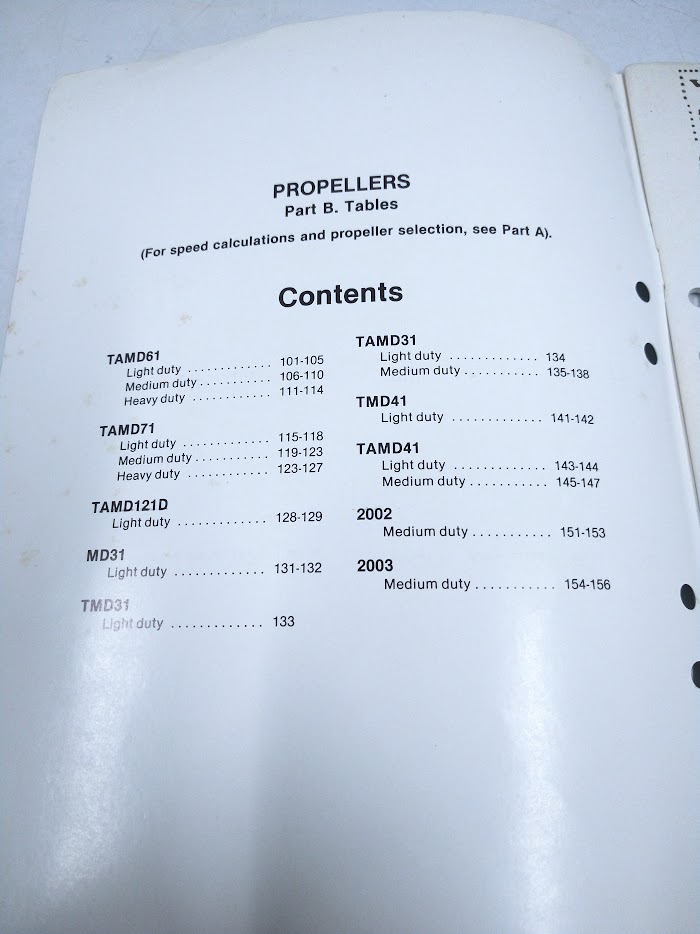 PROPELLERS
Part B. Tables
(For speed calculations and propeller selection, see Part A).
Contents
TAMD61
Light duty ............. 101-105
Medium duty ........... 106-110
Heavy duty ............ 111-114
TAMD71
Light duty ............. 115-118
Medium duty ........... 119-123
Heavy duty ............ 123-127
TAMD121D
Light duty ............. 128-129
MD31
Light duty ............. 131-132
TMD31
Light duty ............. 133
TAMD31
Light duty ............. 134
Medium duty ........... 135-138
TMD41
Light duty ............. 141-142
TAMD41
Light duty ............. 143-144
Medium duty ........... 145-147
2002
Medium duty ........... 151-153
2003
Medium duty ........... 154-156